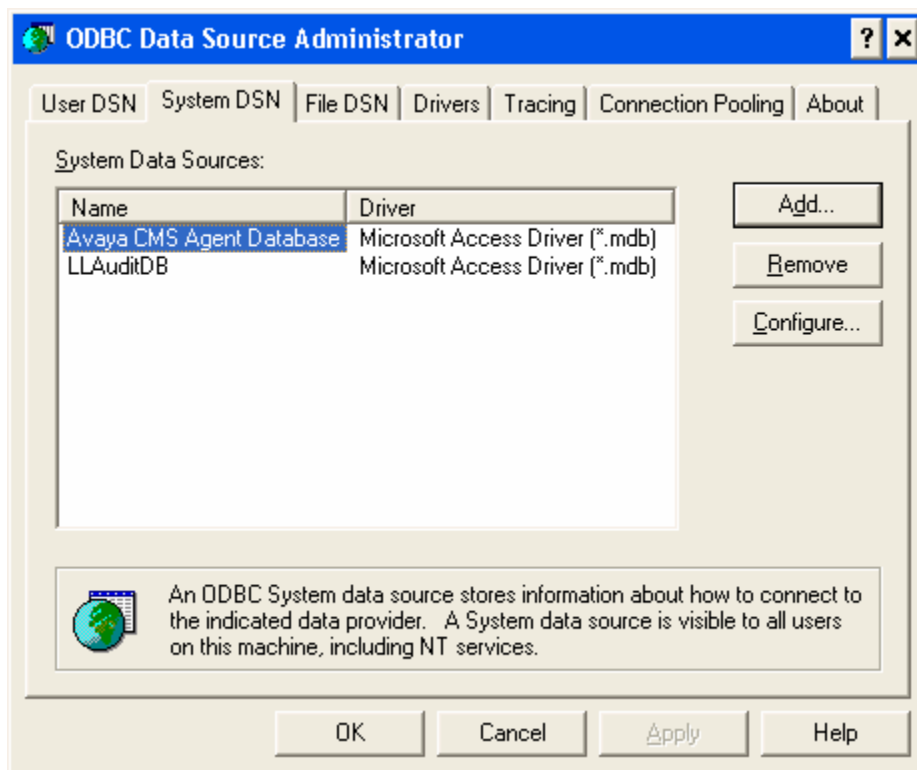 ODBC Data Source Administrator
User DSN System DSN File DSN Drivers Tracing Connection Pooling About
System Data Sources:
Name Driver
Avaya CMS Agent Database Microsoft Access Driver (*.mdb)
LLAuditDB Microsoft Access Driver (*.mdb)
Add...
Remove
Configure...
An ODBC System data source stores information about how to connect to
the indicated data provider. A System data source is visible to all users
on this machine, including NT services.
OK Cancel Apply Help